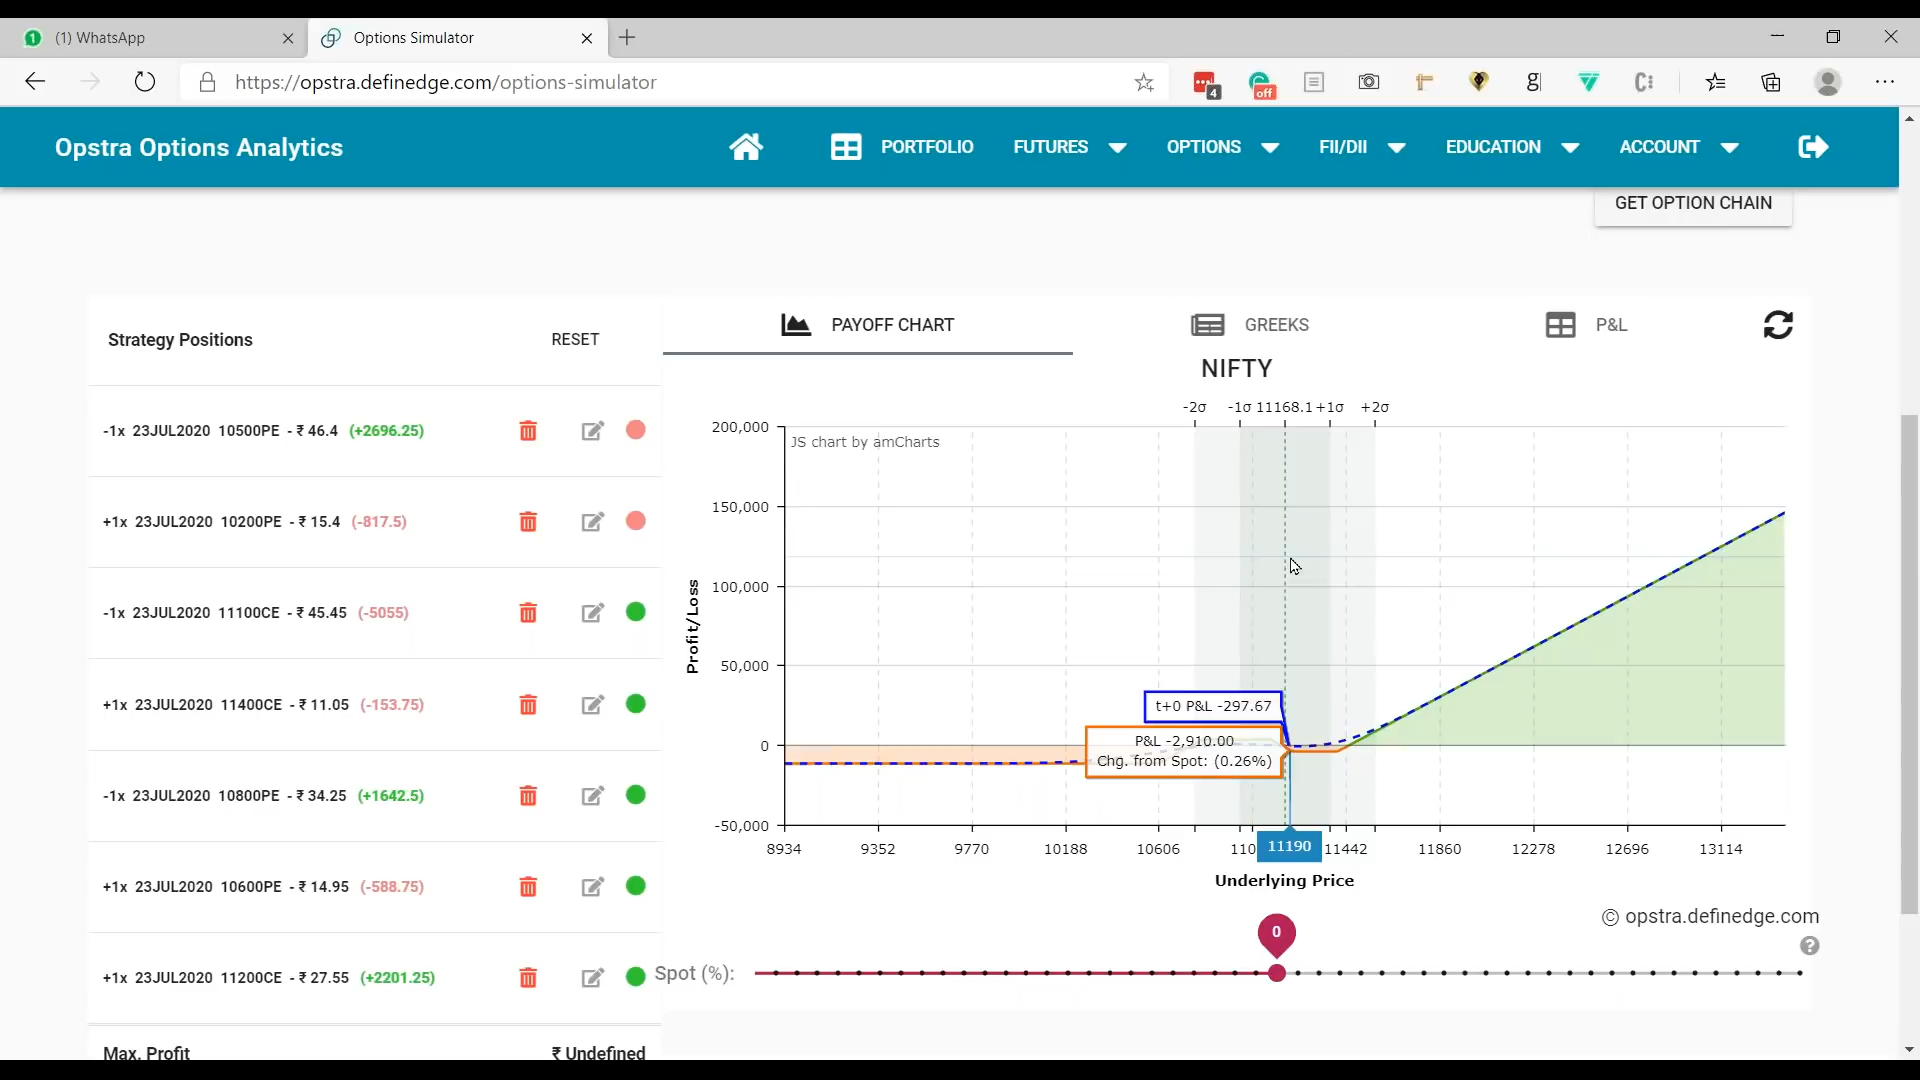 (1) WhatsApp
Options Simulator
https://opstra.definedge.com/options-simulator
4
off
g
Opstra Options Analytics
PORTFOLIO
FUTURES
OPTIONS
FII/DII
EDUCATION
ACCOUNT
GET OPTION CHAIN
Strategy Positions
RESET
-1x 23JUL2020 10500PE - ₹ 46.4 (+2696.25)
+1x 23JUL2020 10200PE - ₹ 15.4 (-817.5)
-1x 23JUL2020 11100CE - ₹ 45.45 (-5055)
+1x 23JUL2020 11400CE - ₹ 11.05 (-153.75)
-1x 23JUL2020 10800PE - ₹ 34.25 (+1642.5)
+1x 23JUL2020 10600PE - ₹ 14.95 (-588.75)
+1x 23JUL2020 11200CE - ₹ 27.55 (+2201.25)
Max. Profit ₹ Undefined
PAYOFF CHART
GREEKS
P&L
NIFTY
-2σ -1σ 11168.1 +1σ +2σ
JS chart by amCharts
200,000
150,000
100,000
50,000
0
-50,000
Profit/Loss
t+0 P&L -297.67
P&L -2,910.00
Chg. from Spot: (0.26%)
8934 9352 9770 10188 10606 110 11190 11442 11860 12278 12696 13114
Underlying Price
© opstra.definedge.com
?
0
Spot (%):